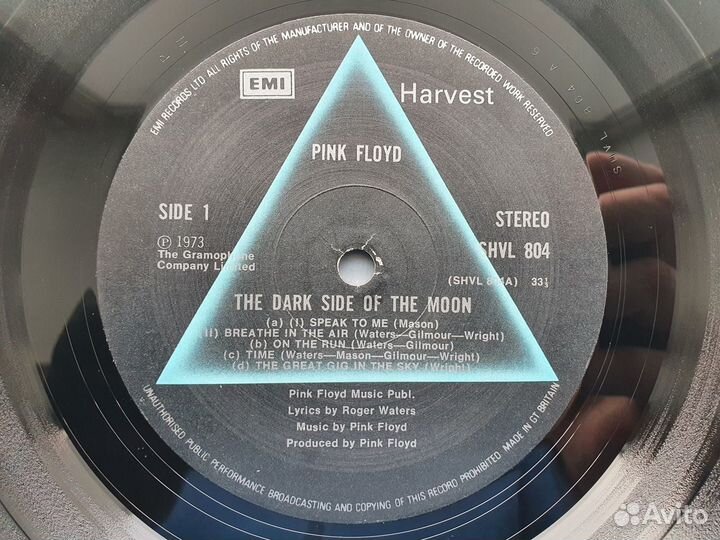 EMI RECORDS LTD ALL RIGHTS OF THE MANUFACTURER AND OF THE OWNER OF THE RECORDED WORK RESERVED
EMI
Harvest
PINK FLOYD
SIDE 1
STEREO
SHVL 804
℗ 1973
The Gramophone
Company Limited
(SHVL 804A) 33⅓
THE DARK SIDE OF THE MOON
(a) (i) SPEAK TO ME (Mason)
(ii) BREATHE IN THE AIR (Waters—Gilmour—Wright)
(b) ON THE RUN (Waters—Gilmour)
(c) TIME (Waters—Mason—Gilmour—Wright)
(d) THE GREAT GIG IN THE SKY (Wright)
Pink Floyd Music Publ.
Lyrics by Roger Waters
Music by Pink Floyd
Produced by Pink Floyd
UNAUTHORISED PUBLIC PERFORMANCE BROADCASTING AND COPYING OF THIS RECORD PROHIBITED. MADE IN GT BRITAIN
SHVL 804 A 6
Avito